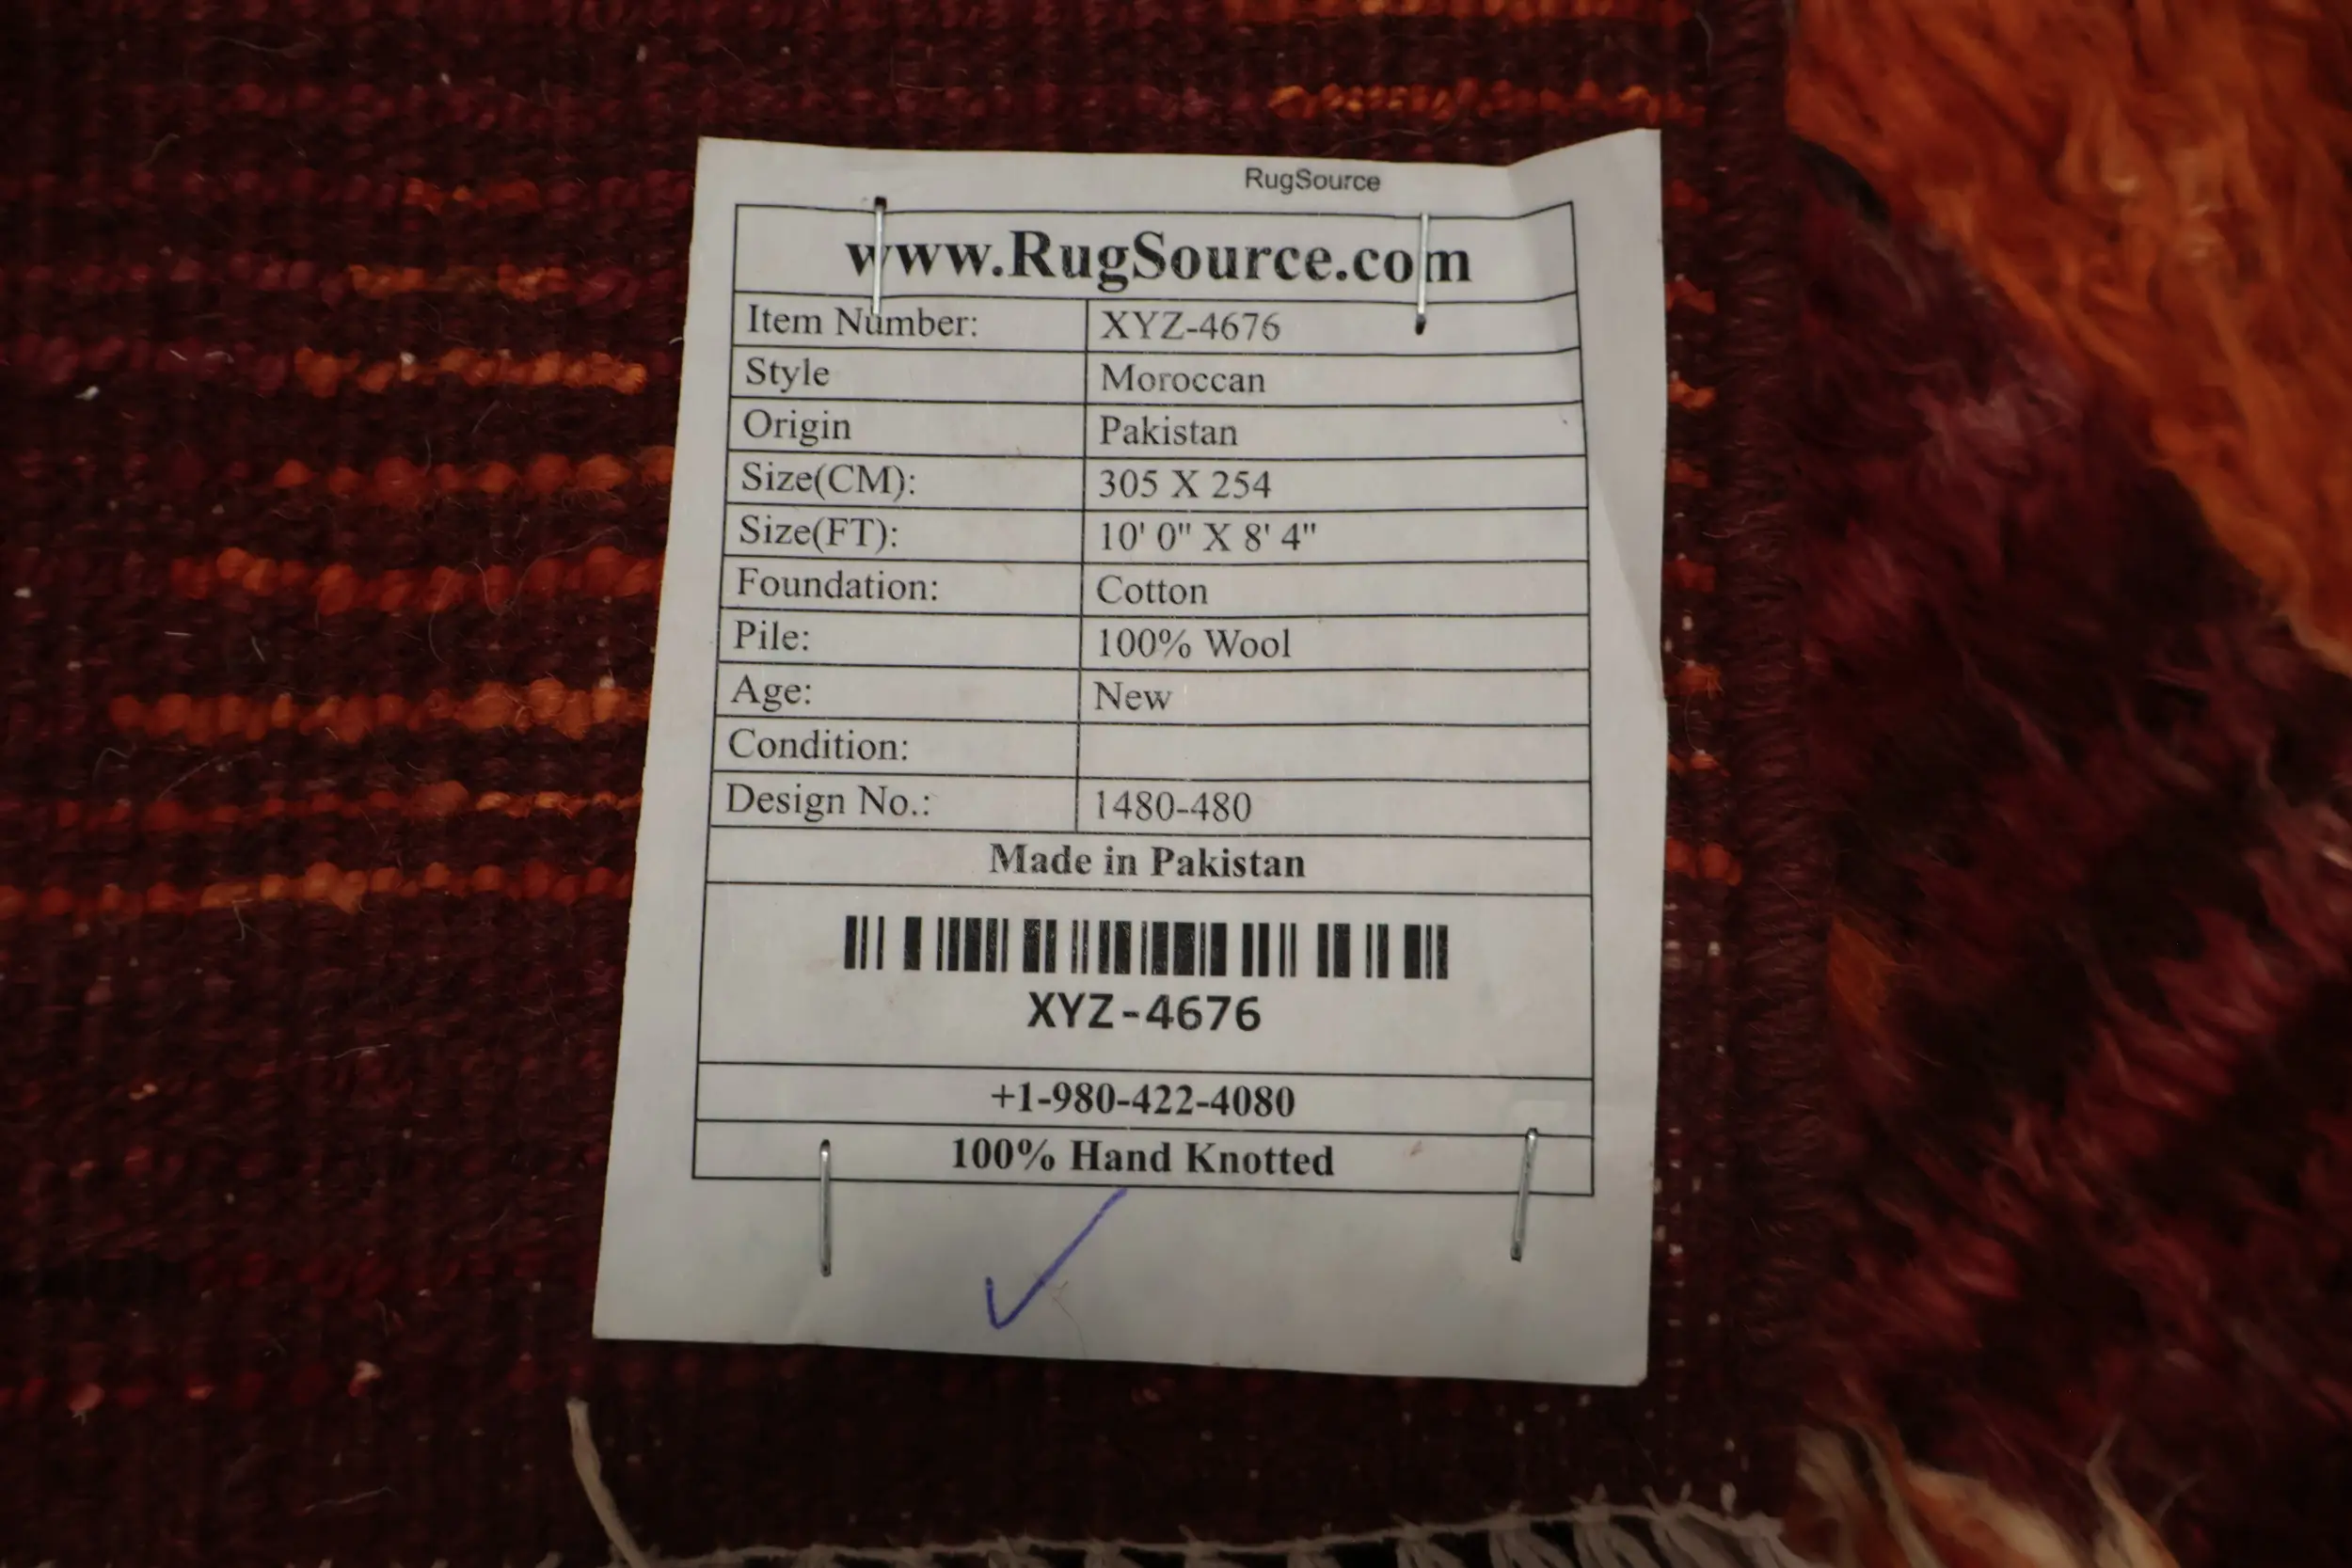 RugSource
www.RugSource.com
Item Number: XYZ-4676
Style Moroccan
Origin Pakistan
Size(CM): 305 X 254
Size(FT): 10' 0" X 8' 4"
Foundation: Cotton
Pile: 100% Wool
Age: New
Condition:
Design No.: 1480-480
Made in Pakistan
XYZ-4676
+1-980-422-4080
100% Hand Knotted